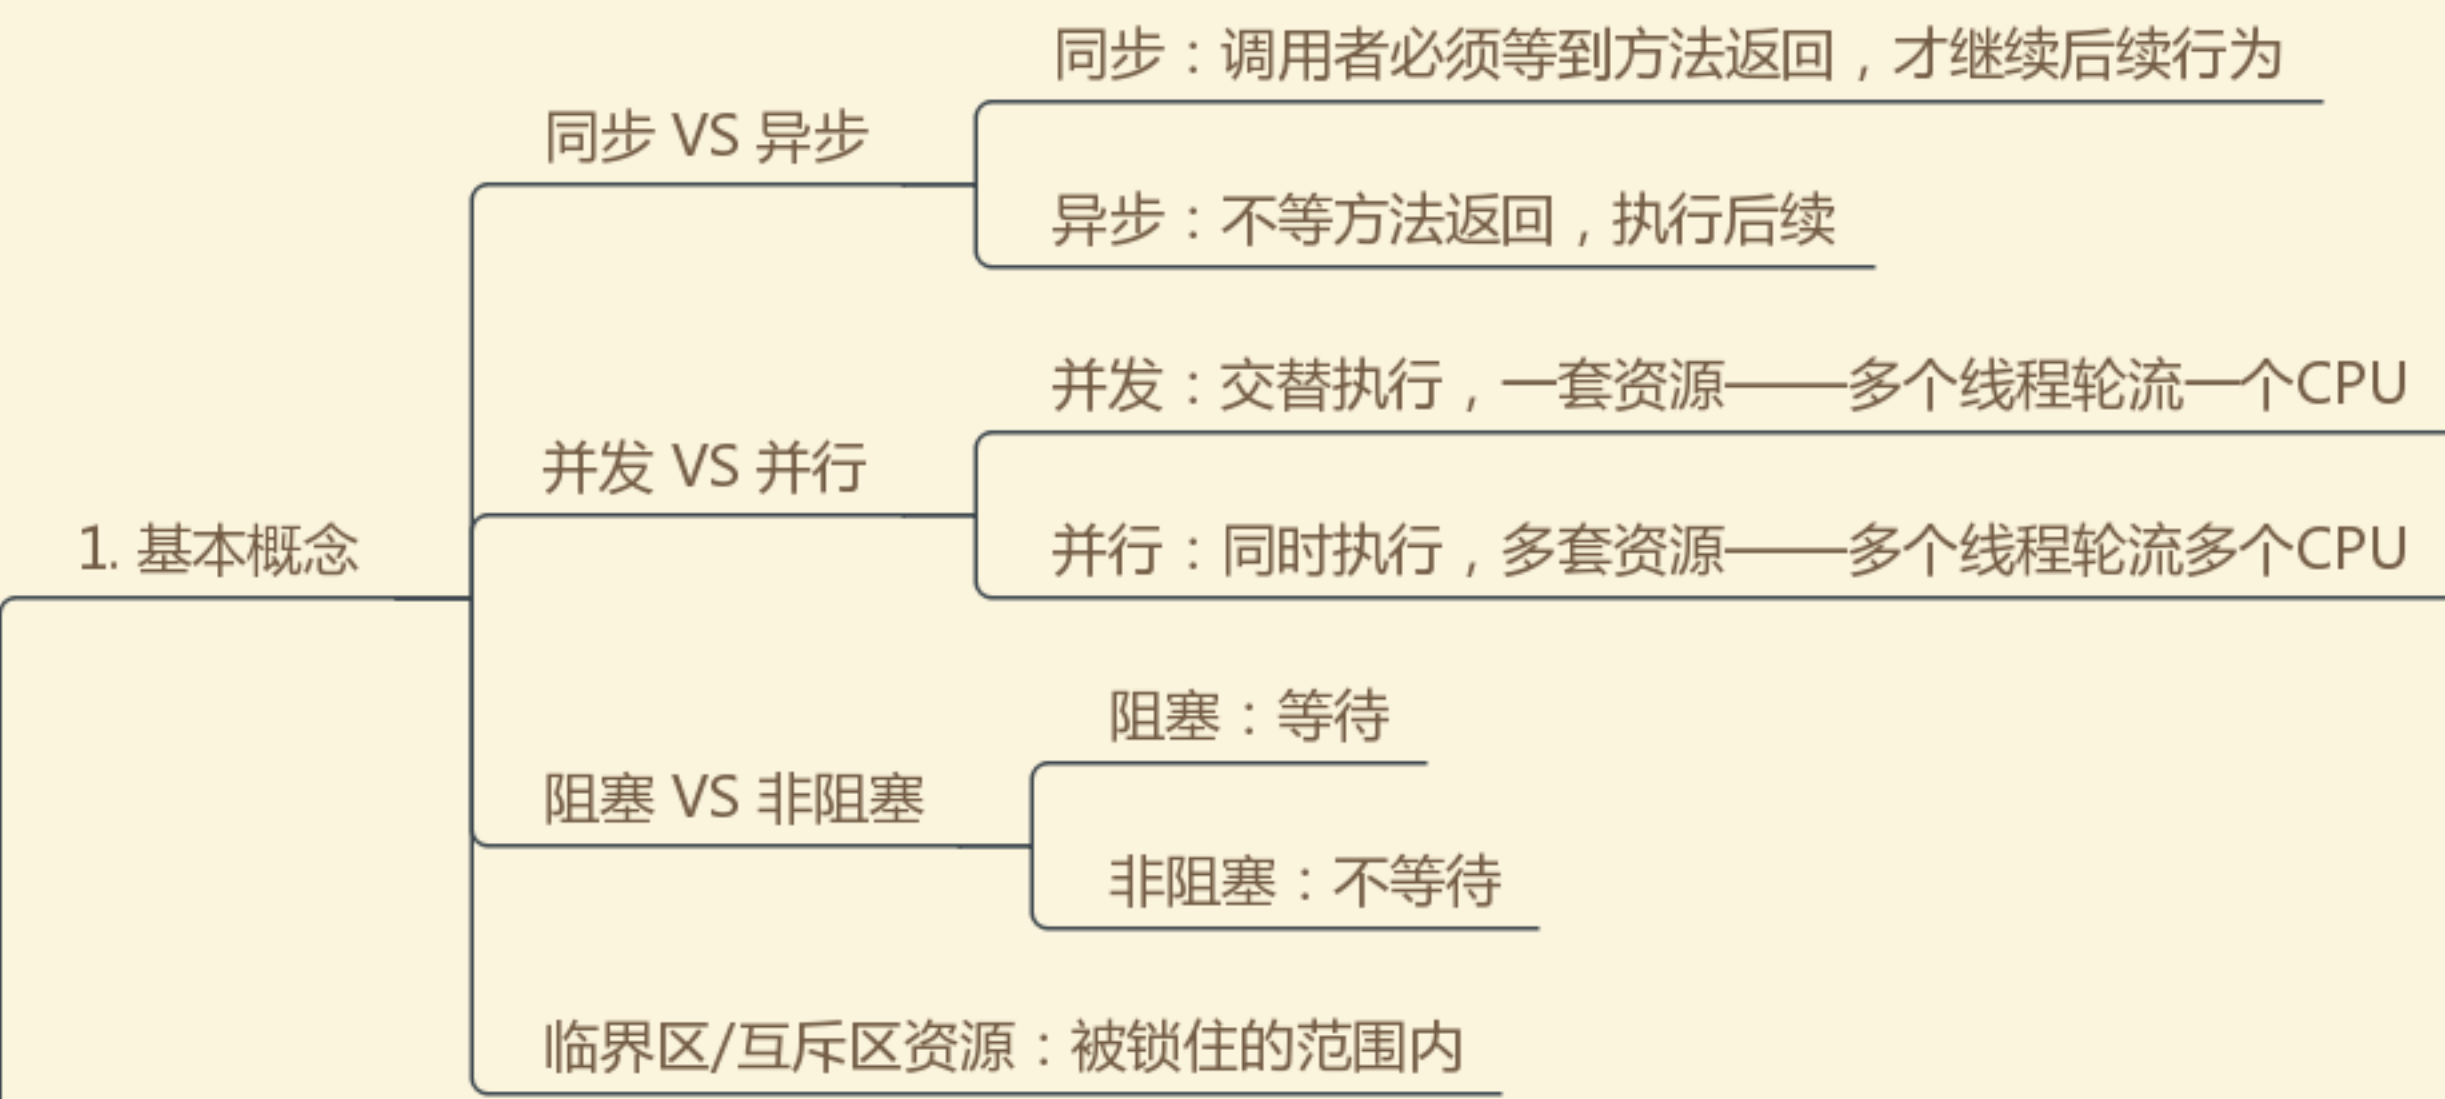 1. 基本概念
同步 VS 异步
同步：调用者必须等到方法返回，才继续后续行为
异步：不等方法返回，执行后续
并发 VS 并行
并发：交替执行，一套资源——多个线程轮流一个CPU
并行：同时执行，多套资源——多个线程轮流多个CPU
阻塞 VS 非阻塞
阻塞：等待
非阻塞：不等待
临界区/互斥区资源：被锁住的范围内